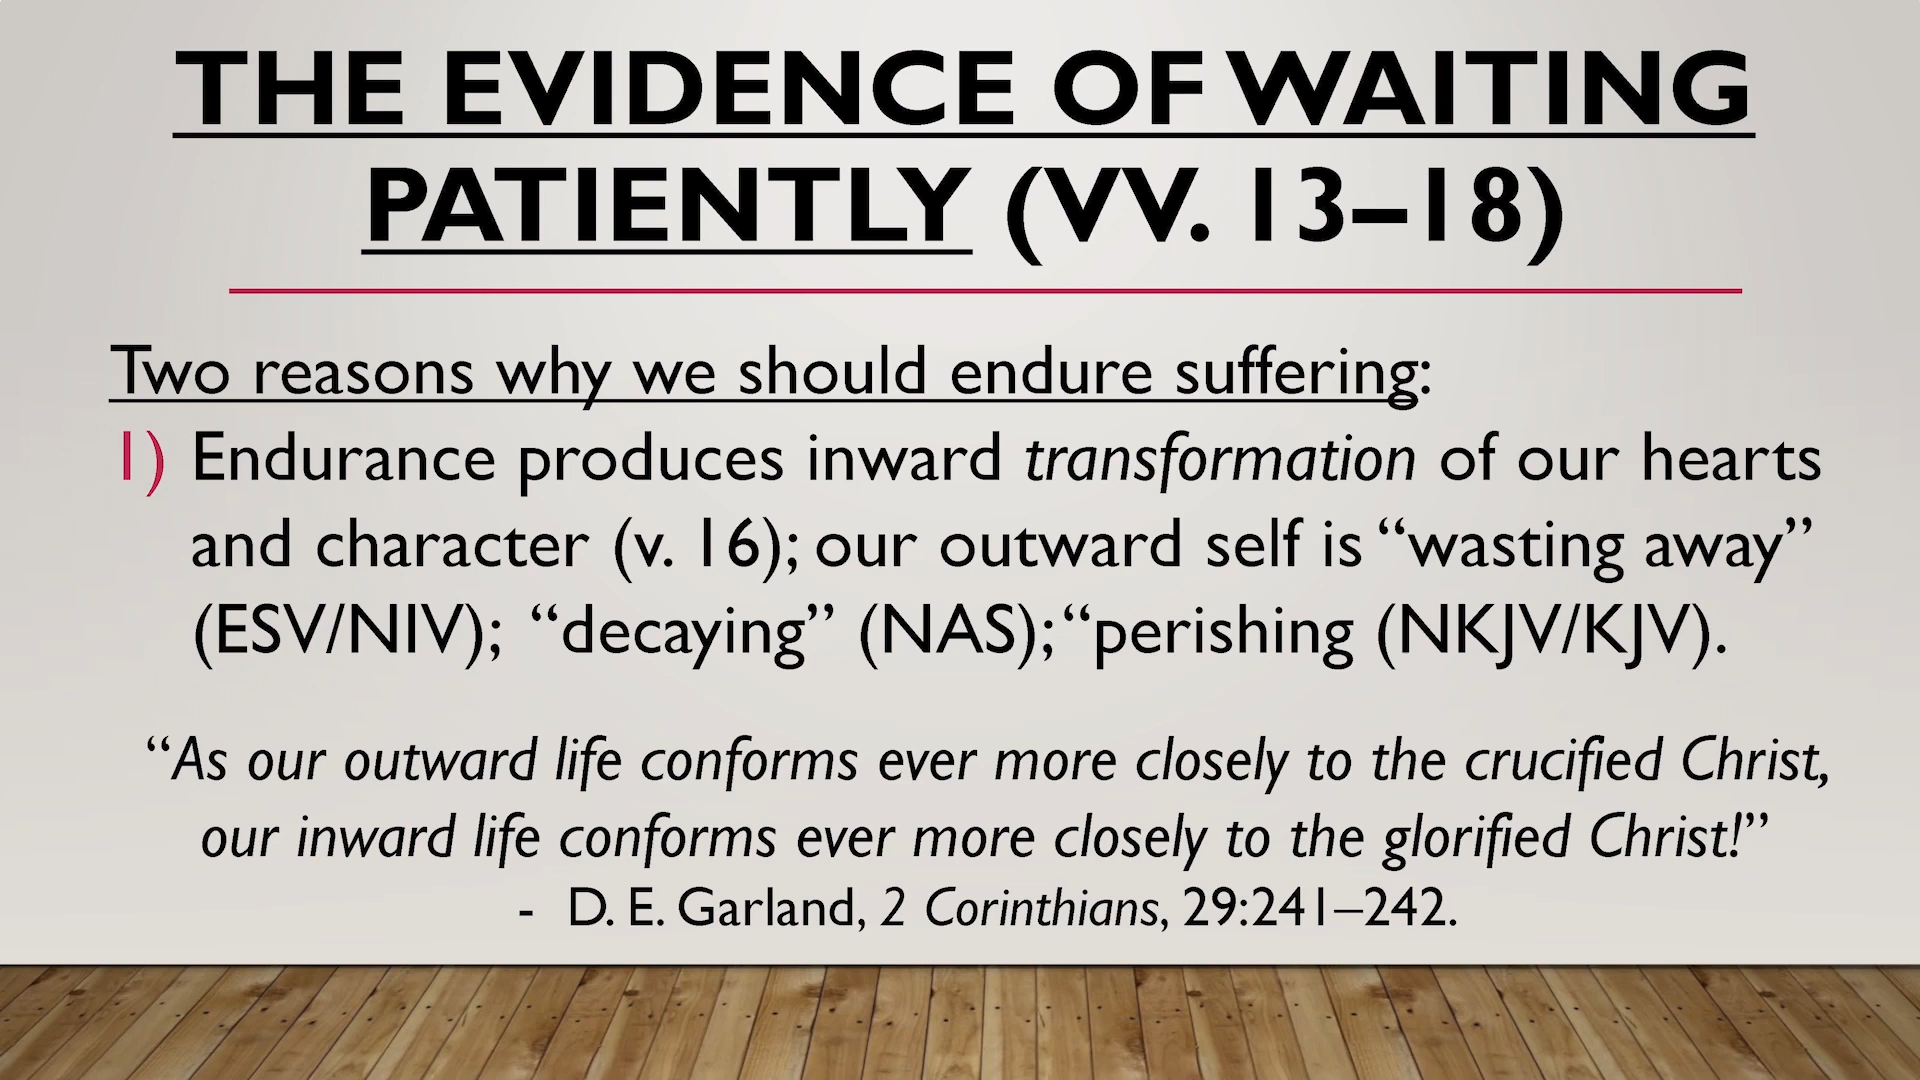 THE EVIDENCE OF WAITING
PATIENTLY (VV. 13–18)
Two reasons why we should endure suffering:
1) Endurance produces inward transformation of our hearts
and character (v. 16); our outward self is “wasting away”
(ESV/NIV); “decaying” (NAS); “perishing (NKJV/KJV).
“As our outward life conforms ever more closely to the crucified Christ,
our inward life conforms ever more closely to the glorified Christ!”
- D. E. Garland, 2 Corinthians, 29:241–242.